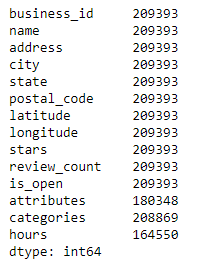 business_id 209393
name 209393
address 209393
city 209393
state 209393
postal_code 209393
latitude 209393
longitude 209393
stars 209393
review_count 209393
is_open 209393
attributes 180348
categories 208869
hours 164550
dtype: int64